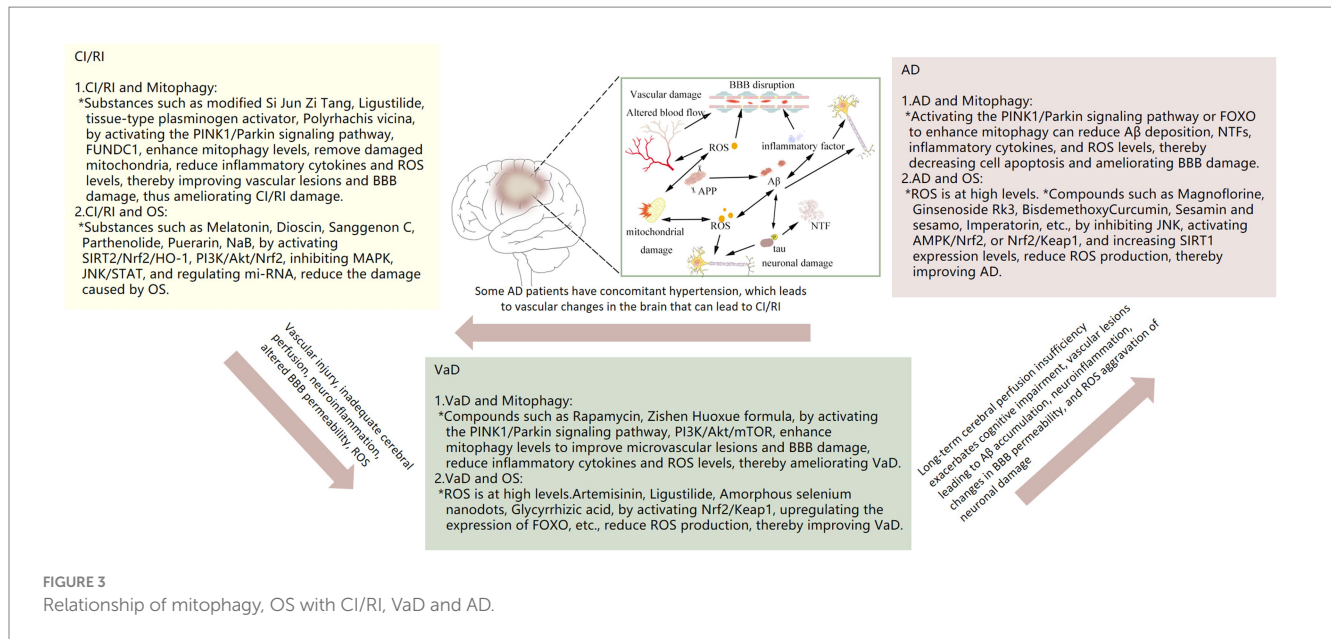 CI/RI
1.CI/RI and Mitophagy:
*Substances such as modified Si Jun Zi Tang, Ligustilide,
tissue-type plasminogen activator, Polyrhachis vicina,
by activating the PINK1/Parkin signaling pathway,
FUNDC1, enhance mitophagy levels, remove damaged
mitochondria, reduce inflammatory cytokines and ROS
levels, thereby improving vascular lesions and BBB
damage, thus ameliorating CI/RI damage.
2.CI/RI and OS:
*Substances such as Melatonin, Dioscin, Sanggenon C,
Parthenolide, Puerarin, NaB, by activating
SIRT2/Nrf2/HO-1, PI3K/Akt/Nrf2, inhibiting MAPK,
JNK/STAT, and regulating mi-RNA, reduce the damage
caused by OS.
BBB disruption
Vascular damage
Altered blood flow
ROS
inflammatory factor
APP
Aβ
mitochondrial
damage
ROS
NTF
tau
neuronal damage
AD
1.AD and Mitophagy:
*Activating the PINK1/Parkin signaling pathway or FOXO
to enhance mitophagy can reduce Aβ deposition, NTFs,
inflammatory cytokines, and ROS levels, thereby
decreasing cell apoptosis and ameliorating BBB damage.
2.AD and OS:
*ROS is at high levels. *Compounds such as Magnoflorine,
Ginsenoside Rk3, BisdemethoxyCurcumin, Sesamin and
sesamo, Imperatorin, etc., by inhibiting JNK, activating
AMPK/Nrf2, or Nrf2/Keap1, and increasing SIRT1
expression levels, reduce ROS production, thereby
improving AD.
Some AD patients have concomitant hypertension, which leads
to vascular changes in the brain that can lead to CI/RI
Vascular injury, inadequate cerebral
perfusion, neuroinflammation,
altered BBB permeability, ROS
VaD
1.VaD and Mitophagy:
*Compounds such as Rapamycin, Zishen Huoxue formula, by activating
the PINK1/Parkin signaling pathway, PI3K/Akt/mTOR, enhance
mitophagy levels to improve microvascular lesions and BBB damage,
reduce inflammatory cytokines and ROS levels, thereby ameliorating VaD.
2.VaD and OS:
*ROS is at high levels.Artemisinin, Ligustilide, Amorphous selenium
nanodots, Glycyrrhizic acid, by activating Nrf2/Keap1, upregulating the
expression of FOXO, etc., reduce ROS production, thereby improving VaD.
Long-term cerebral perfusion insufficiency
exacerbates cognitive impairment, vascular lesions
leading to Aβ accumulation, neuroinflammation,
changes in BBB permeability, and ROS aggravation of
neuronal damage
FIGURE 3
Relationship of mitophagy, OS with CI/RI, VaD and AD.